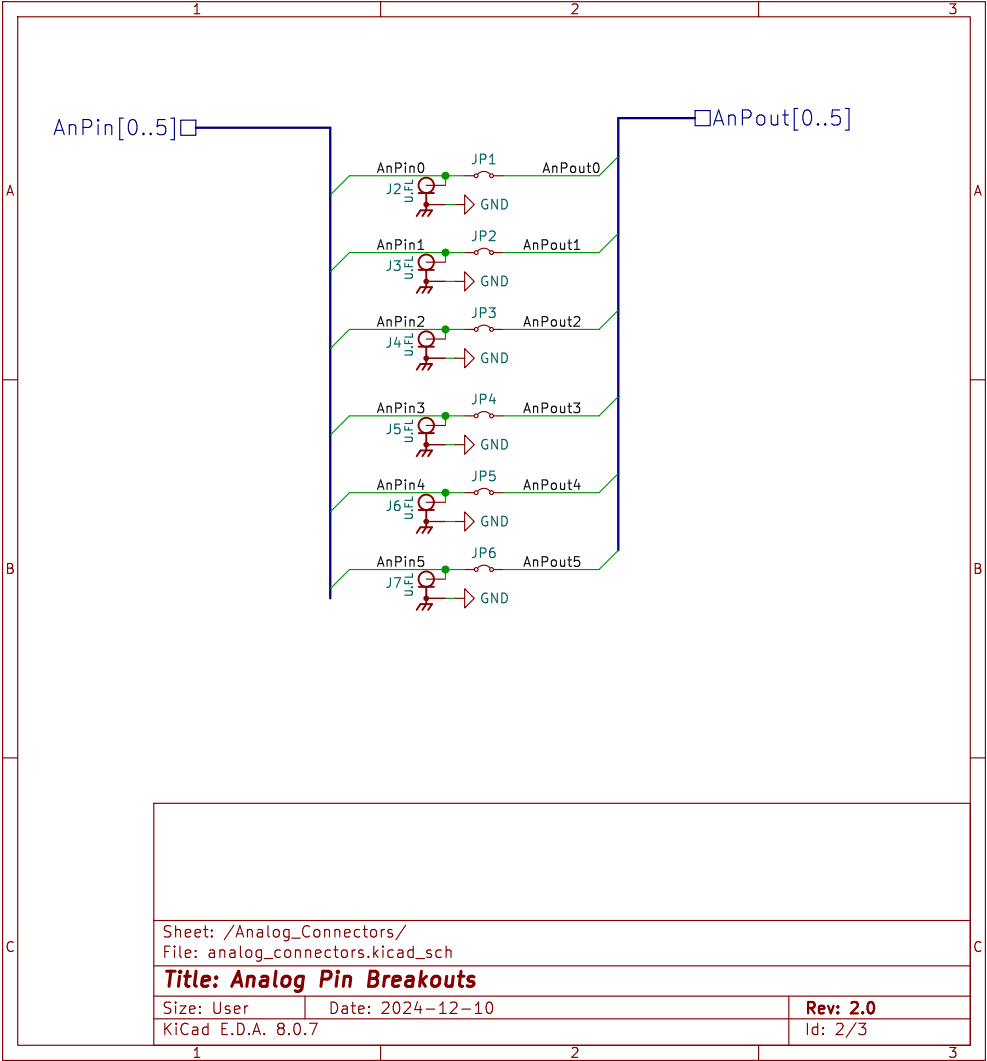 1 2 3
AnPin[0..5]
AnPout[0..5]
JP1
AnPin0 AnPout0
A A
J2 U.FL
GND
JP2
AnPin1 AnPout1
J3 U.FL
GND
JP3
AnPin2 AnPout2
J4 U.FL
GND
JP4
AnPin3 AnPout3
J5 U.FL
GND
JP5
AnPin4 AnPout4
J6 U.FL
GND
JP6
AnPin5 AnPout5
B B
J7 U.FL
GND
Sheet: /Analog_Connectors/
C C
File: analog_connectors.kicad_sch
Title: Analog Pin Breakouts
Size: User Date: 2024-12-10 Rev: 2.0
KiCad E.D.A. 8.0.7 Id: 2/3
1 2 3